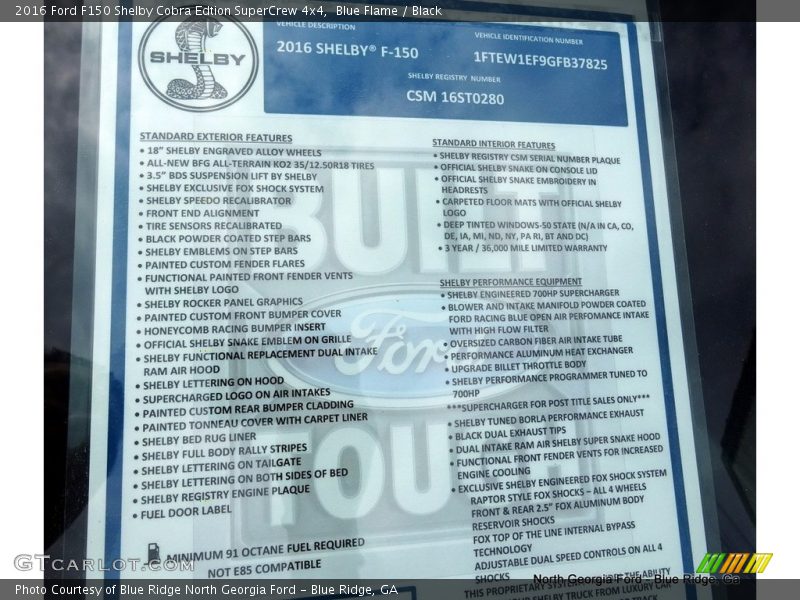 2016 Ford F150 Shelby Cobra Edtion SuperCrew 4x4, Blue Flame / Black
SHELBY
VEHICLE DESCRIPTION
2016 SHELBY® F-150
VEHICLE IDENTIFICATION NUMBER
1FTEW1EF9GFB37825
SHELBY REGISTRY NUMBER
CSM 16ST0280
STANDARD EXTERIOR FEATURES
• 18" SHELBY ENGRAVED ALLOY WHEELS
• ALL-NEW BFG ALL-TERRAIN KO2 35/12.50R18 TIRES
• 3.5" BDS SUSPENSION LIFT BY SHELBY
• SHELBY EXCLUSIVE FOX SHOCK SYSTEM
• SHELBY SPEEDO RECALIBRATOR
• FRONT END ALIGNMENT
• TIRE SENSORS RECALIBRATED
• BLACK POWDER COATED STEP BARS
• SHELBY EMBLEMS ON STEP BARS
• PAINTED CUSTOM FENDER FLARES
• FUNCTIONAL PAINTED FRONT FENDER VENTS
WITH SHELBY LOGO
• SHELBY ROCKER PANEL GRAPHICS
• PAINTED CUSTOM FRONT BUMPER COVER
• HONEYCOMB RACING BUMPER INSERT
• OFFICIAL SHELBY SNAKE EMBLEM ON GRILLE
• SHELBY FUNCTIONAL REPLACEMENT DUAL INTAKE
RAM AIR HOOD
• SHELBY LETTERING ON HOOD
• SUPERCHARGED LOGO ON AIR INTAKES
• PAINTED CUSTOM REAR BUMPER CLADDING
• PAINTED TONNEAU COVER WITH CARPET LINER
• SHELBY BED RUG LINER
• SHELBY FULL BODY RALLY STRIPES
• SHELBY LETTERING ON TAILGATE
• SHELBY LETTERING ON BOTH SIDES OF BED
• SHELBY REGISTRY ENGINE PLAQUE
• FUEL DOOR LABEL
MINIMUM 91 OCTANE FUEL REQUIRED
NOT E85 COMPATIBLE
STANDARD INTERIOR FEATURES
• SHELBY REGISTRY CSM SERIAL NUMBER PLAQUE
• OFFICIAL SHELBY SNAKE ON CONSOLE LID
• OFFICIAL SHELBY SNAKE EMBROIDERY IN
HEADRESTS
• CARPETED FLOOR MATS WITH OFFICIAL SHELBY
LOGO
• DEEP TINTED WINDOWS-50 STATE (N/A IN CA, CO,
DE, IA, MI, ND, NY, PA RI, BT AND DC)
• 3 YEAR / 36,000 MILE LIMITED WARRANTY
SHELBY PERFORMANCE EQUIPMENT
• SHELBY ENGINEERED 700HP SUPERCHARGER
• BLOWER AND INTAKE MANIFOLD POWDER COATED
FORD RACING BLUE OPEN AIR PERFOMANCE INTAKE
WITH HIGH FLOW FILTER
• OVERSIZED CARBON FIBER AIR INTAKE TUBE
• PERFORMANCE ALUMINUM HEAT EXCHANGER
• UPGRADE BILLET THROTTLE BODY
• SHELBY PERFORMANCE PROGRAMMER TUNED TO
700HP
***SUPERCHARGER FOR POST TITLE SALES ONLY***
• SHELBY TUNED BORLA PERFORMANCE EXHAUST
• BLACK DUAL EXHAUST TIPS
• DUAL INTAKE RAM AIR SHELBY SUPER SNAKE HOOD
• FUNCTIONAL FRONT FENDER VENTS FOR INCREASED
ENGINE COOLING
• EXCLUSIVE SHELBY ENGINEERED FOX SHOCK SYSTEM
RAPTOR STYLE FOX SHOCKS – ALL 4 WHEELS
FRONT & REAR 2.5" FOX ALUMINUM BODY
RESERVOIR SHOCKS
FOX TOP OF THE LINE INTERNAL BYPASS
TECHNOLOGY
ADJUSTABLE DUAL SPEED CONTROLS ON ALL 4
SHOCKS
THIS PROPRIETARY THE ABILITY
SHELBY TRUCK FROM LUXURY CAR
BUILT
Ford
TOUGH
GTCarLot.com
North Georgia Ford - Blue Ridge, Ga
Photo Courtesy of Blue Ridge North Georgia Ford - Blue Ridge, GA